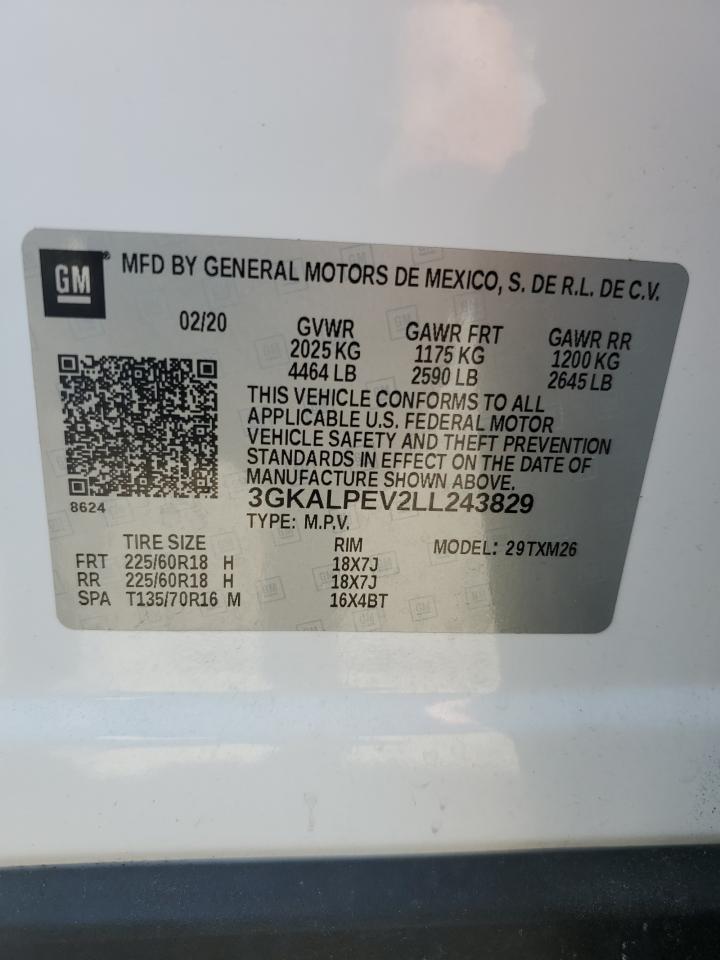 GM® MFD BY GENERAL MOTORS DE MEXICO, S. DE R.L. DE C.V.
02/20 GVWR GAWR FRT GAWR RR
2025 KG 1175 KG 1200 KG
4464 LB 2590 LB 2645 LB
THIS VEHICLE CONFORMS TO ALL
APPLICABLE U.S. FEDERAL MOTOR
VEHICLE SAFETY AND THEFT PREVENTION
STANDARDS IN EFFECT ON THE DATE OF
MANUFACTURE SHOWN ABOVE.
8624 3GKALPEV2LL243829
TYPE: M.P.V.
TIRE SIZE RIM MODEL: 29TXM26
FRT 225/60R18 H 18X7J
RR 225/60R18 H 18X7J
SPA T135/70R16 M 16X4BT